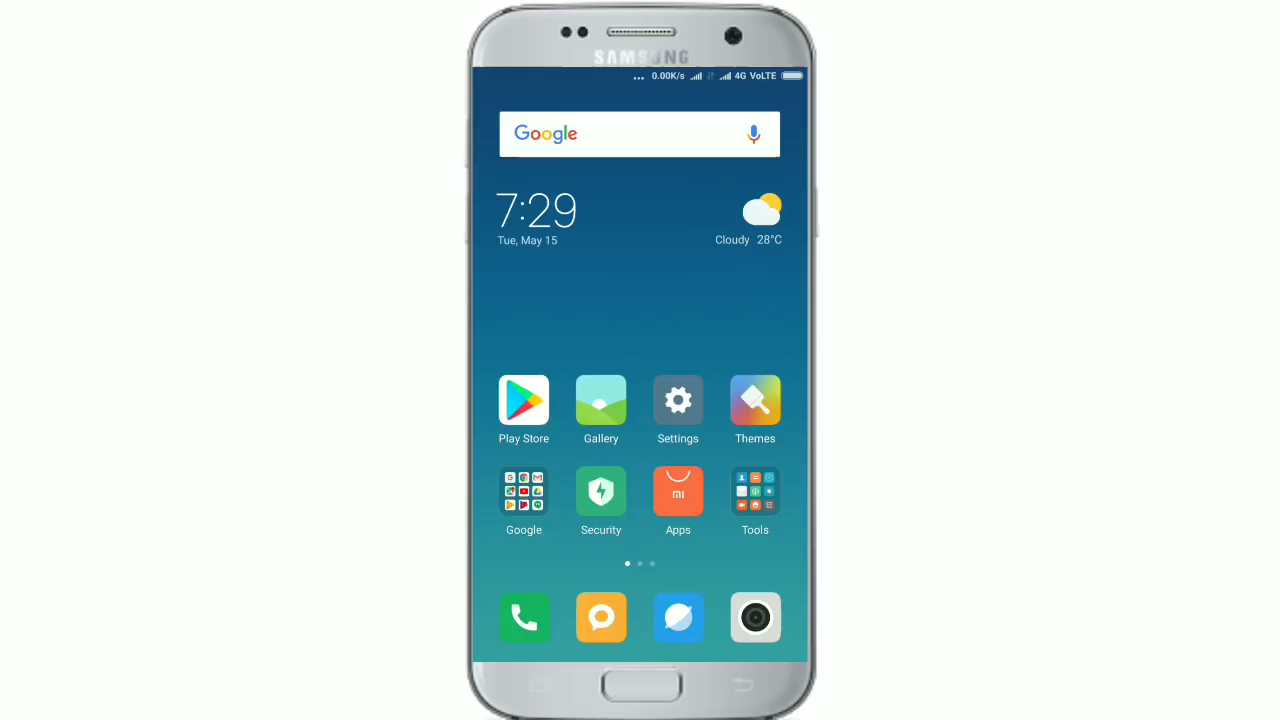 SAMSUNG
... 0.00K/s 4G VoLTE
Google
7:29
Tue, May 15
Cloudy 28°C
Play Store Gallery Settings Themes
MI
Google Security Apps Tools